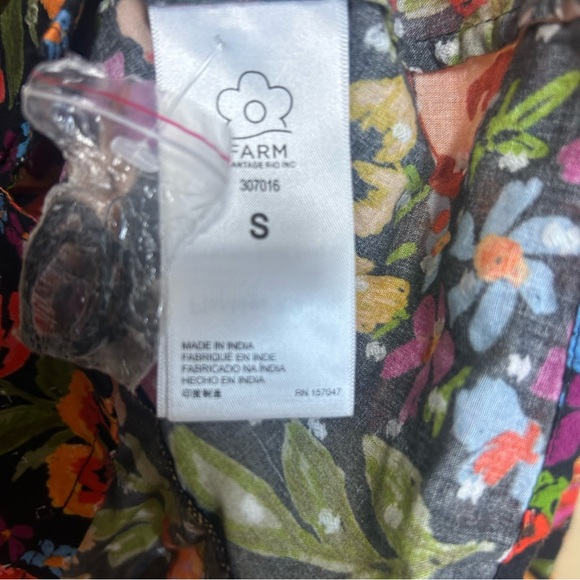 FARM
ANTAGE RIO INC
307016
S
MADE IN INDIA
FABRIQUÉ EN INDE
FABRICADO NA ÍNDIA
HECHO EN INDIA
印度制造
RN 157047